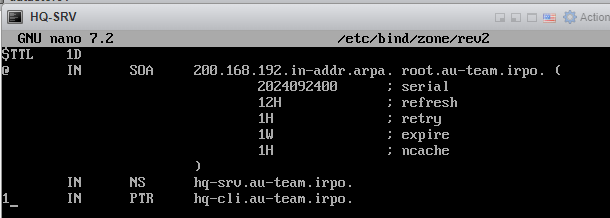 HQ-SRV
Action
GNU nano 7.2 /etc/bind/zone/rev2
$TTL 1D
@ IN SOA 200.168.192.in-addr.arpa. root.au-team.irpo. (
2024092400 ; serial
12H ; refresh
1H ; retry
1W ; expire
1H ; ncache
)
IN NS hq-srv.au-team.irpo.
1_ IN PTR hq-cli.au-team.irpo.